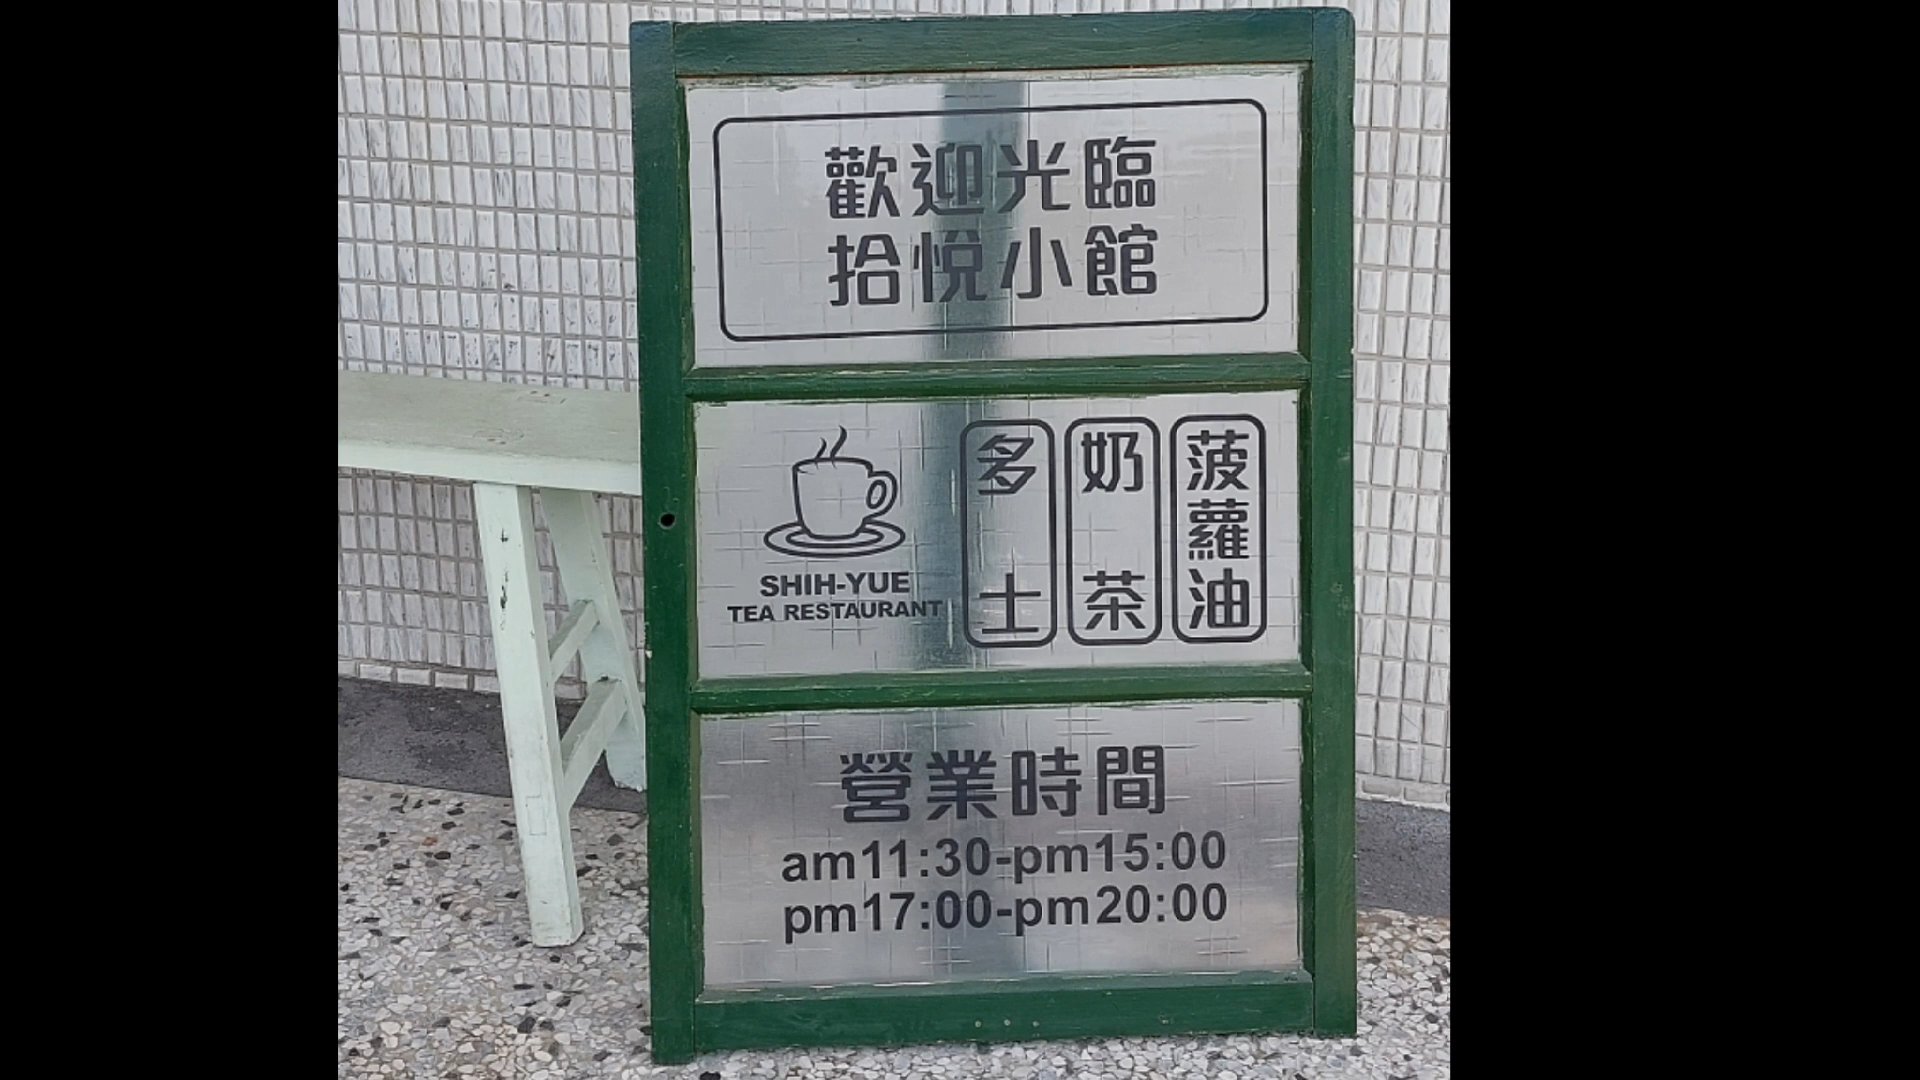 歡迎光臨
拾悅小館
SHIH-YUE
TEA RESTAURANT
多士
奶茶
菠蘿油
營業時間
am11:30-pm15:00
pm17:00-pm20:00